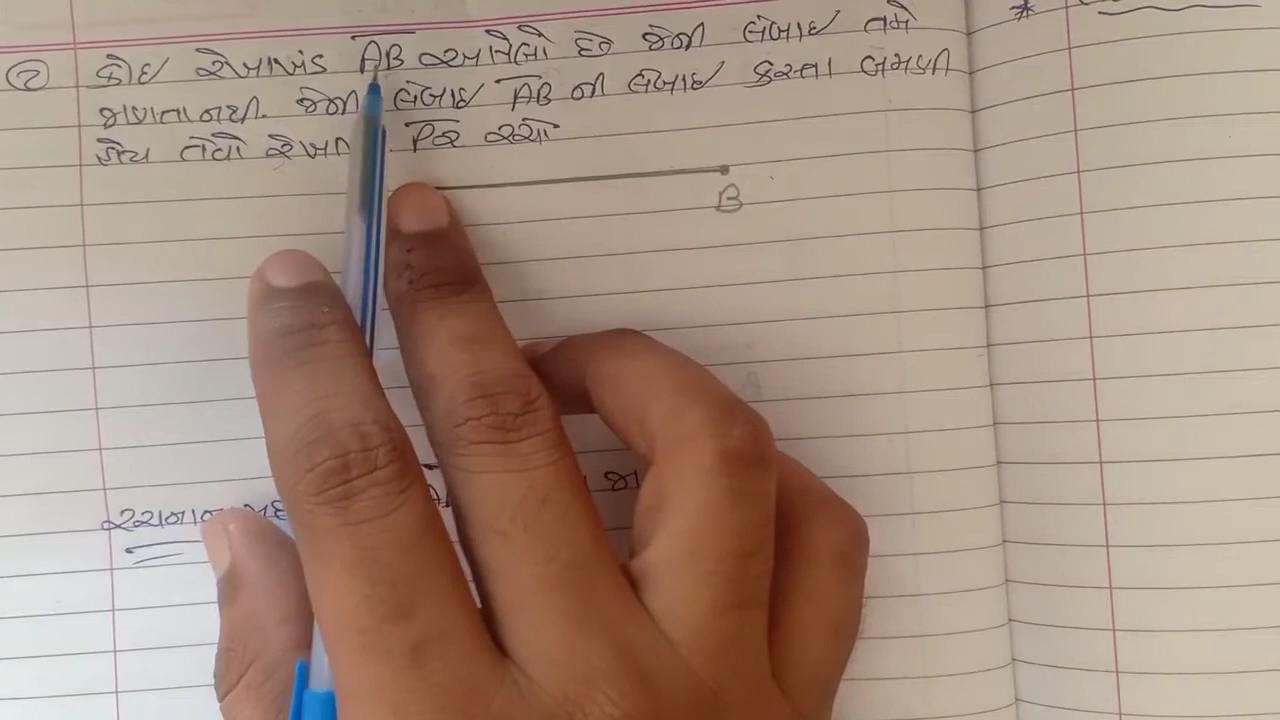 ૨ કોઇ રેખાખંડ AB આપેલો છે જેની લંબાઇ તમે
જાણતા નથી. જેની લંબાઇ AB ની લંબાઇ કરતા બમણી
હોય તેવો રેખા PQ રચો
B
રચના